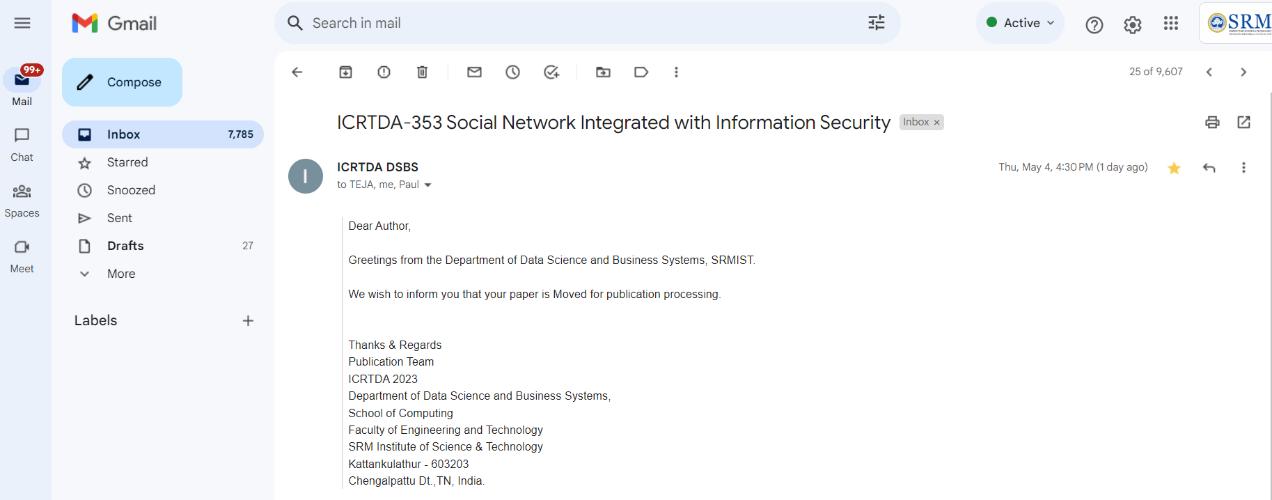 Gmail
Search in mail
Active
SRM
99+
Mail
Compose
25 of 9,607
Inbox 7,785
ICRTDA-353 Social Network Integrated with Information Security Inbox ×
Chat
Starred
ICRTDA DSBS
Thu, May 4, 4:30 PM (1 day ago)
I
to TEJA, me, Paul
Snoozed
Spaces
Sent
Dear Author,
Drafts 27
Greetings from the Department of Data Science and Business Systems, SRMIST.
Meet
More
We wish to inform you that your paper is Moved for publication processing.
Labels
Thanks & Regards
Publication Team
ICRTDA 2023
Department of Data Science and Business Systems,
School of Computing
Faculty of Engineering and Technology
SRM Institute of Science & Technology
Kattankulathur - 603203
Chengalpattu Dt.,TN, India.